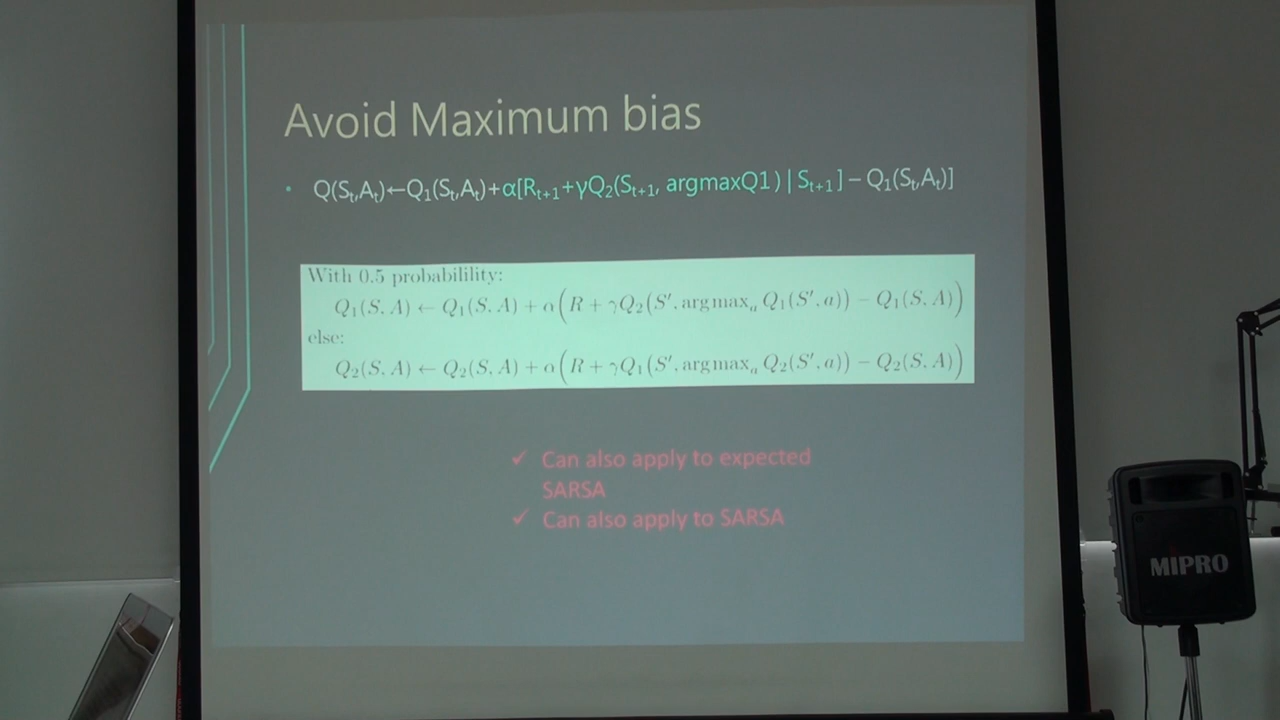 Avoid Maximum bias
• Q(Sₜ,Aₜ)←Q₁(Sₜ,Aₜ)+α[Rₜ₊₁+γQ₂(Sₜ₊₁, argmaxQ1) | Sₜ₊₁] − Q₁(Sₜ,Aₜ)]
With 0.5 probabilility:
Q₁(S, A) ← Q₁(S, A) + α(R + γQ₂(S′, argmaxₐ Q₁(S′, a)) − Q₁(S, A))
else:
Q₂(S, A) ← Q₂(S, A) + α(R + γQ₁(S′, argmaxₐ Q₂(S′, a)) − Q₂(S, A))
✓ Can also apply to expected
SARSA
✓ Can also apply to SARSA
MIPRO